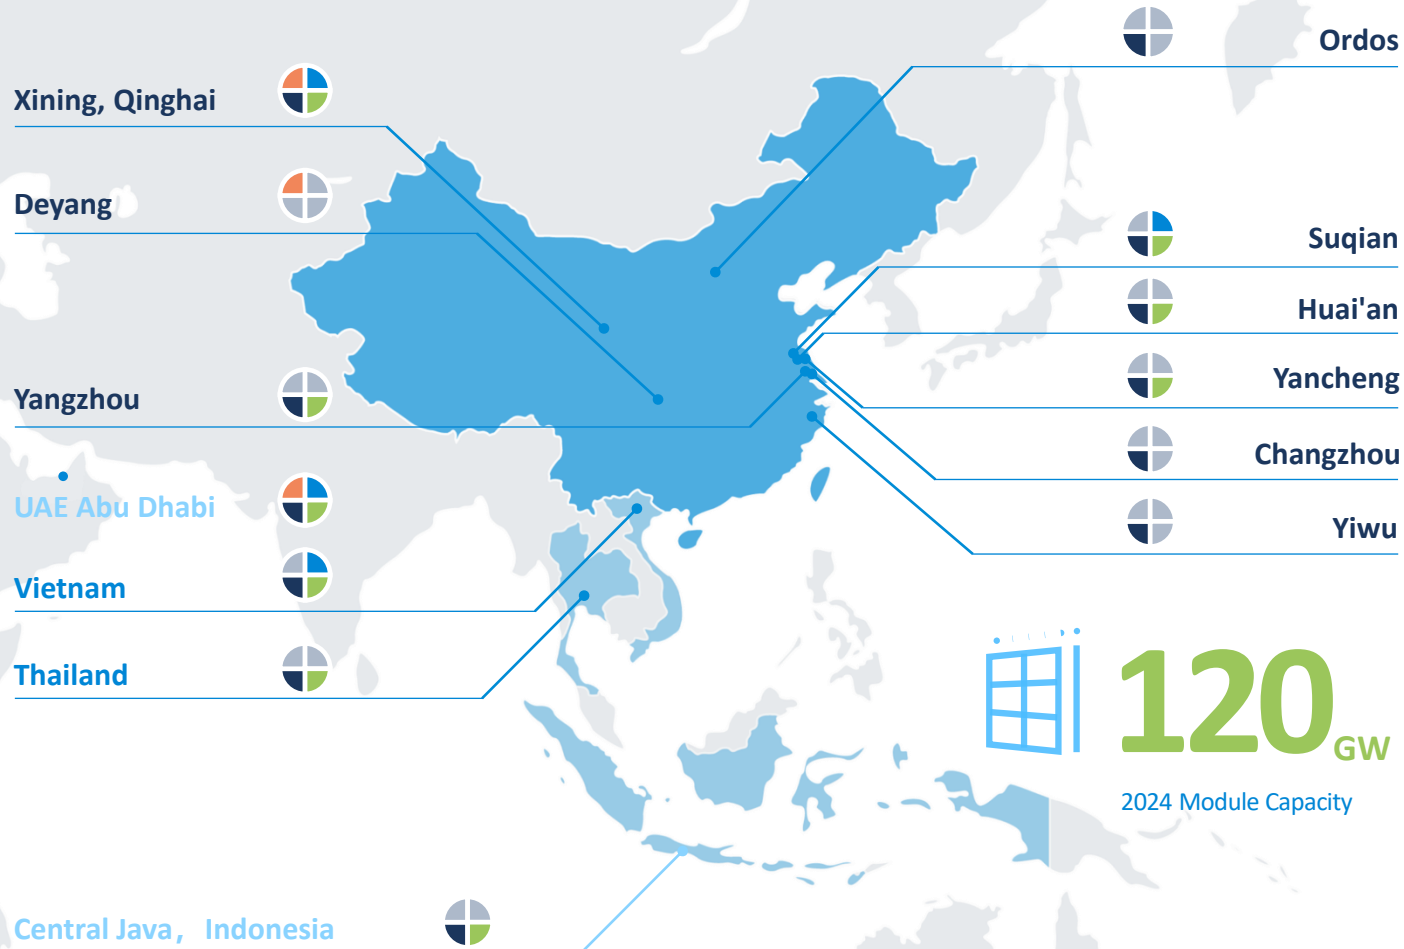 Ordos
Xining, Qinghai
Deyang
Suqian
Huai'an
Yancheng
Yangzhou
Changzhou
UAE Abu Dhabi
Yiwu
Vietnam
Thailand
120 GW
2024 Module Capacity
Central Java, Indonesia